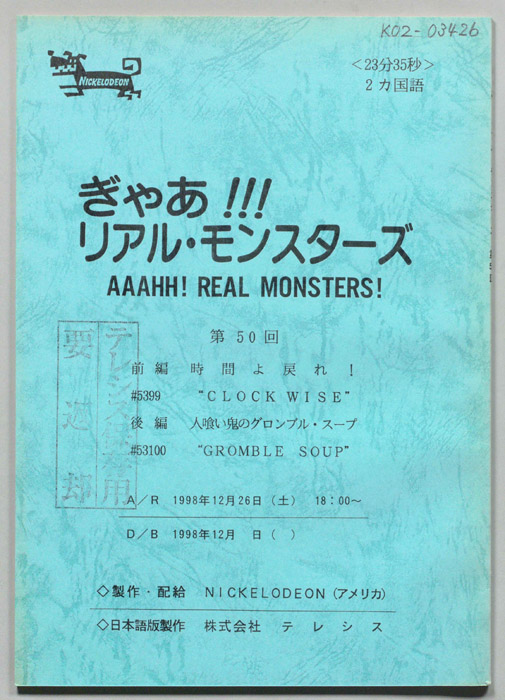 K02-03426
NICKELODEON
<23分35秒>
2カ国語
ぎゃあ!!!
リアル・モンスターズ
AAAHH! REAL MONSTERS!
第50回
前編 時間よ戻れ!
#5399 “CLOCK WISE”
後編 人喰い鬼のグロンブル・スープ
#53100 “GROMBLE SOUP”
A/R 1998年12月26日(土) 18:00~
D/B 1998年12月 日( )
◇製作・配給 NICKELODEON(アメリカ)
◇日本語版製作 株式会社 テレシス
テレシス保存用
要返却